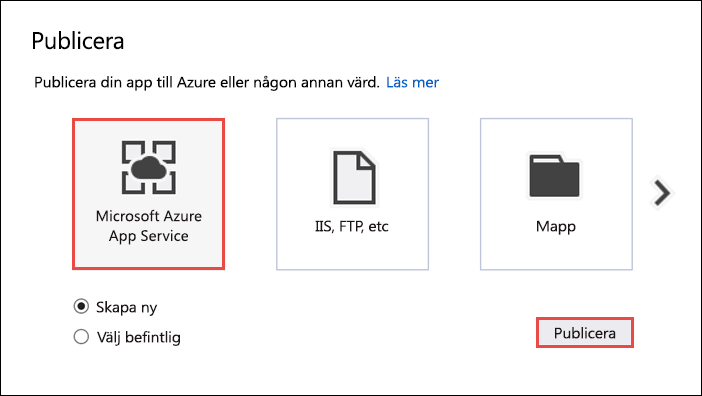 Publicera
Publicera din app till Azure eller någon annan värd. Läs mer
Microsoft Azure
App Service
IIS, FTP, etc
Mapp
Skapa ny
Välj befintlig
Publicera